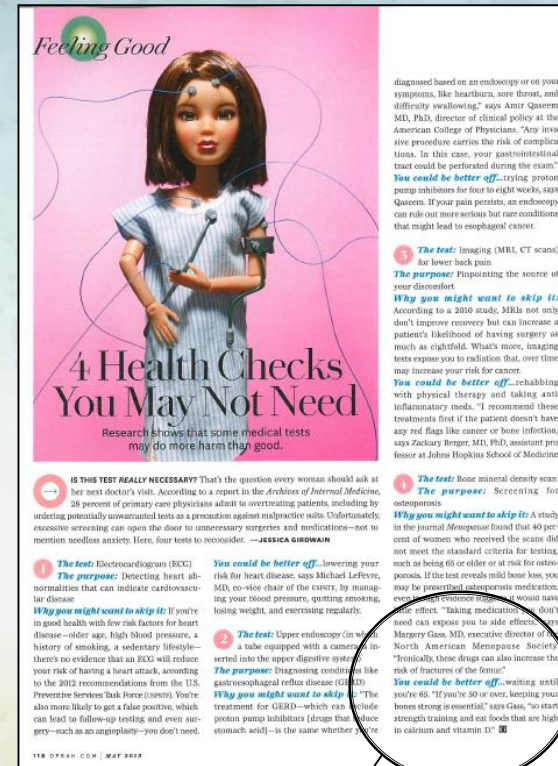 Feeling Good
4 Health Checks
You May Not Need
Research shows that some medical tests
may do more harm than good.
IS THIS TEST REALLY NECESSARY? That's the question every woman should ask at
her next doctor's visit. According to a report in the Archives of Internal Medicine,
28 percent of primary care physicians admit to overtreating patients, including by
ordering potentially unwarranted tests as a precaution against malpractice suits. Unfortunately,
excessive screening can open the door to unnecessary surgeries and medications—not to
mention needless anxiety. Here, four tests to reconsider. —JESSICA GIRDWAIN
1 The test: Electrocardiogram (ECG)
The purpose: Detecting heart ab-
normalities that can indicate cardiovascu-
lar disease
Why you might want to skip it: If you're
in good health with few risk factors for heart
disease—older age, high blood pressure, a
history of smoking, a sedentary lifestyle—
there's no evidence that an ECG will reduce
your risk of having a heart attack, according
to the 2012 recommendations from the U.S.
Preventive Services Task Force (USPSTF). You're
also more likely to get a false positive, which
can lead to follow-up testing and even sur-
gery—such as an angioplasty—you don't need.
You could be better off...lowering your
risk for heart disease, says Michael LeFevre,
MD, co-vice chair of the USPSTF, by manag-
ing your blood pressure, quitting smoking,
losing weight, and exercising regularly.
2 The test: Upper endoscopy (in which
a tube equipped with a camera is in-
serted into the upper digestive system)
The purpose: Diagnosing conditions like
gastroesophageal reflux disease (GERD)
Why you might want to skip it: "The
treatment for GERD—which can include
proton pump inhibitors [drugs that reduce
stomach acid]—is the same whether you're
diagnosed based on an endoscopy or on your
symptoms, like heartburn, sore throat, and
difficulty swallowing," says Amir Qaseem
MD, PhD, director of clinical policy at the
American College of Physicians. "Any inva
sive procedure carries the risk of complica
tions. In this case, your gastrointestinal
tract could be perforated during the exam."
You could be better off...trying proton
pump inhibitors for four to eight weeks, says
Qaseem. If your pain persists, an endoscopy
can rule out more serious but rare conditions
that might lead to esophageal cancer.
3 The test: Imaging (MRI, CT scans)
for lower back pain
The purpose: Pinpointing the source of
your discomfort
Why you might want to skip it:
According to a 2010 study, MRIs not only
don't improve recovery but can increase a
patient's likelihood of having surgery as
much as eightfold. What's more, imaging
tests expose you to radiation that, over time
may increase your risk for cancer.
You could be better off...rehabbing
with physical therapy and taking anti
inflammatory meds. "I recommend these
treatments first if the patient doesn't have
any red flags like cancer or bone infection,
says Zackary Berger, MD, PhD, assistant pro
fessor at Johns Hopkins School of Medicine
4 The test: Bone mineral density scan
The purpose: Screening for
osteoporosis
Why you might want to skip it: A study
in the journal Menopause found that 40 per
cent of women who received the scans did
not meet the standard criteria for testing,
such as being 65 or older or at risk for osteo-
porosis. If the test reveals mild bone loss, you
may be prescribed osteoporosis medication,
even though evidence suggests it would have
little effect. "Taking medication you don't
need can expose you to side effects," says
Margery Gass, MD, executive director of the
North American Menopause Society.
"Ironically, these drugs can also increase the
risk of fractures of the femur."
You could be better off...waiting until
you're 65. "If you're 50 or over, keeping your
bones strong is essential," says Gass, "so start
strength training and eat foods that are high
in calcium and vitamin D."
118 OPRAH.COM | MAY 2013